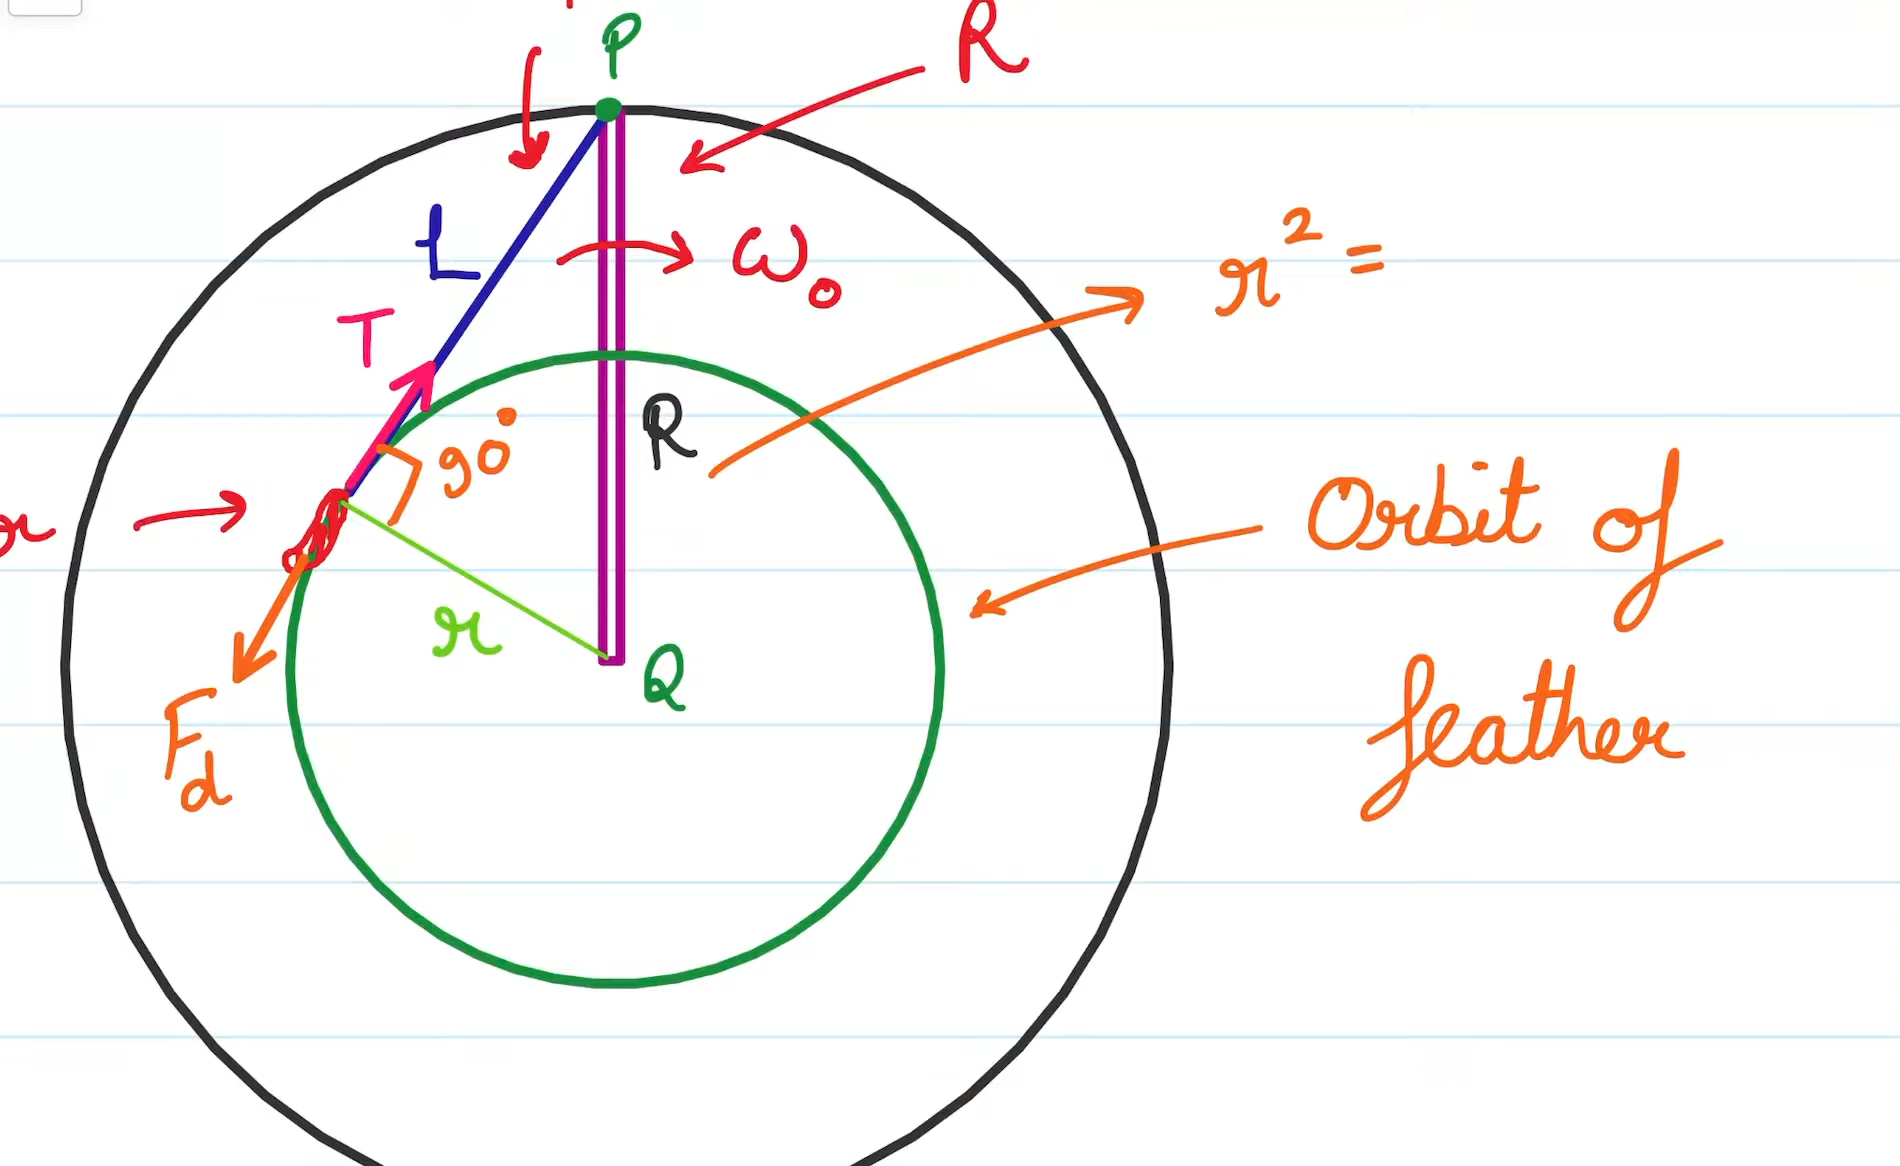 P
R
L
ω₀
r² =
T
R
90°
Orbit of
feather
r
Q
F_d